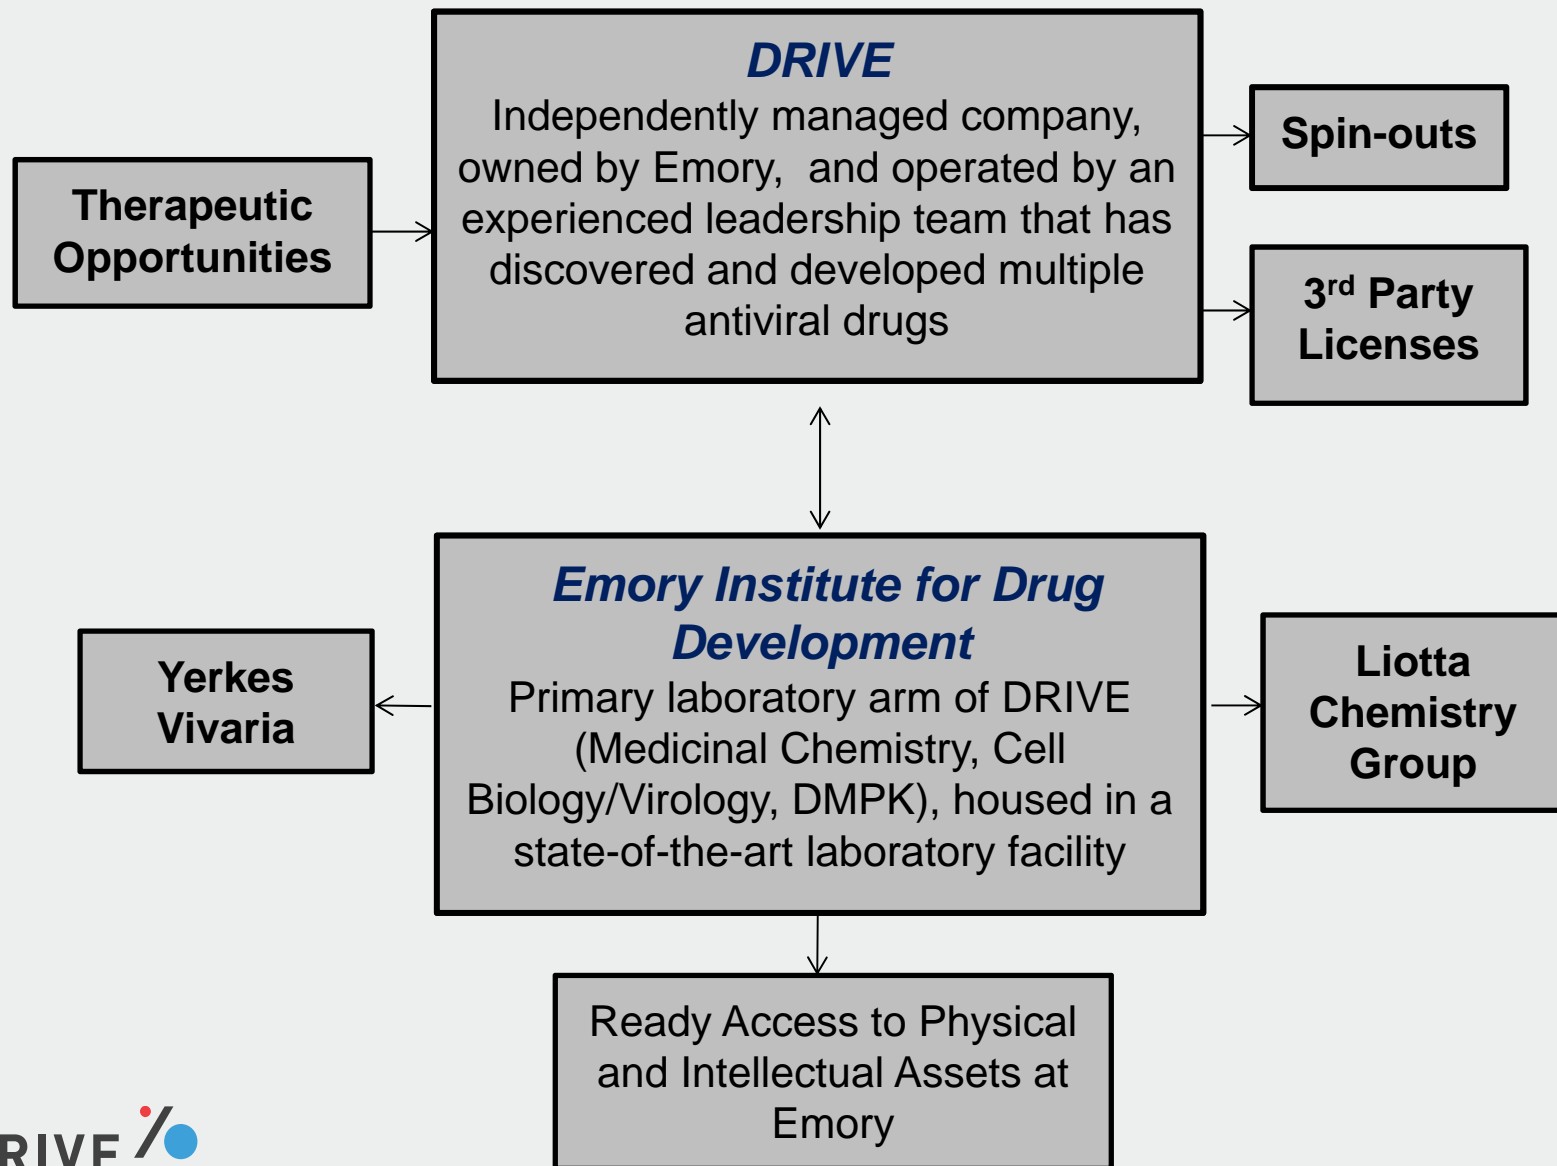 DRIVE
Independently managed company,
owned by Emory, and operated by an
experienced leadership team that has
discovered and developed multiple
antiviral drugs
Therapeutic
Opportunities
Spin-outs
3rd Party
Licenses
Emory Institute for Drug
Development
Primary laboratory arm of DRIVE
(Medicinal Chemistry, Cell
Biology/Virology, DMPK), housed in a
state-of-the-art laboratory facility
Yerkes
Vivaria
Liotta
Chemistry
Group
Ready Access to Physical
and Intellectual Assets at
Emory
RIVE